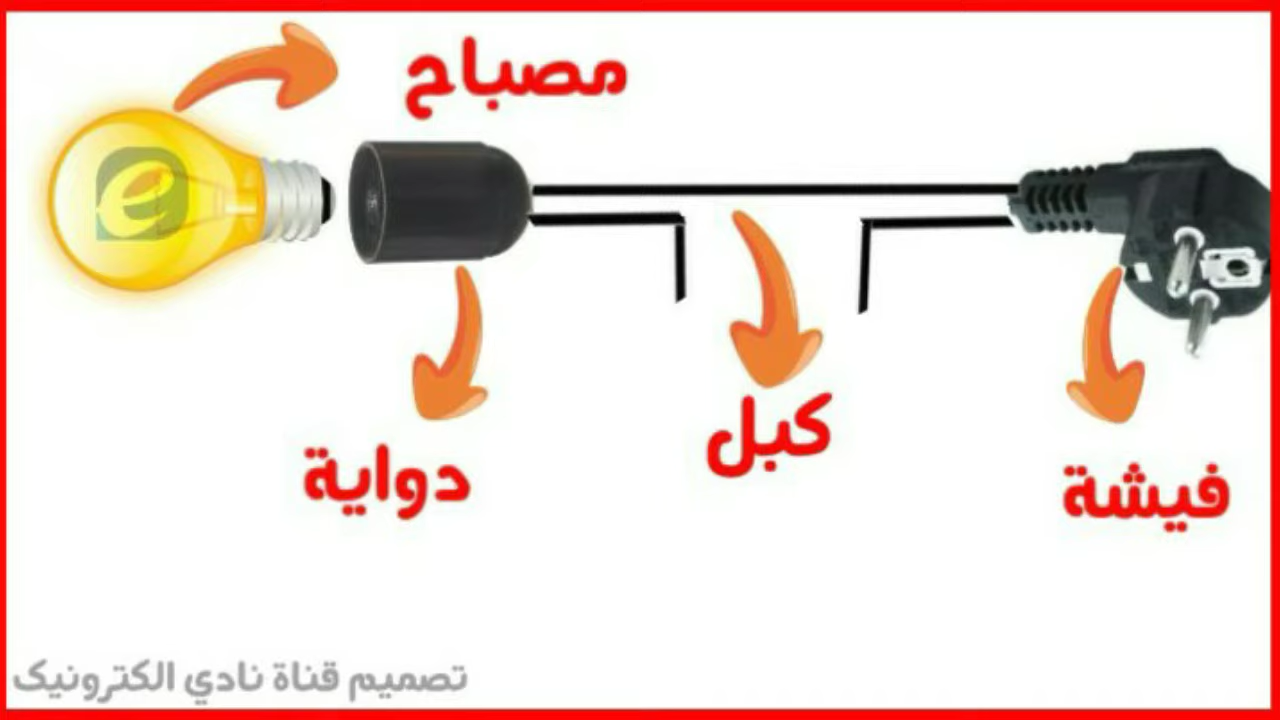 مصباح
كبل
دواية
فيشة
تصميم قناة نادي الكترونيك